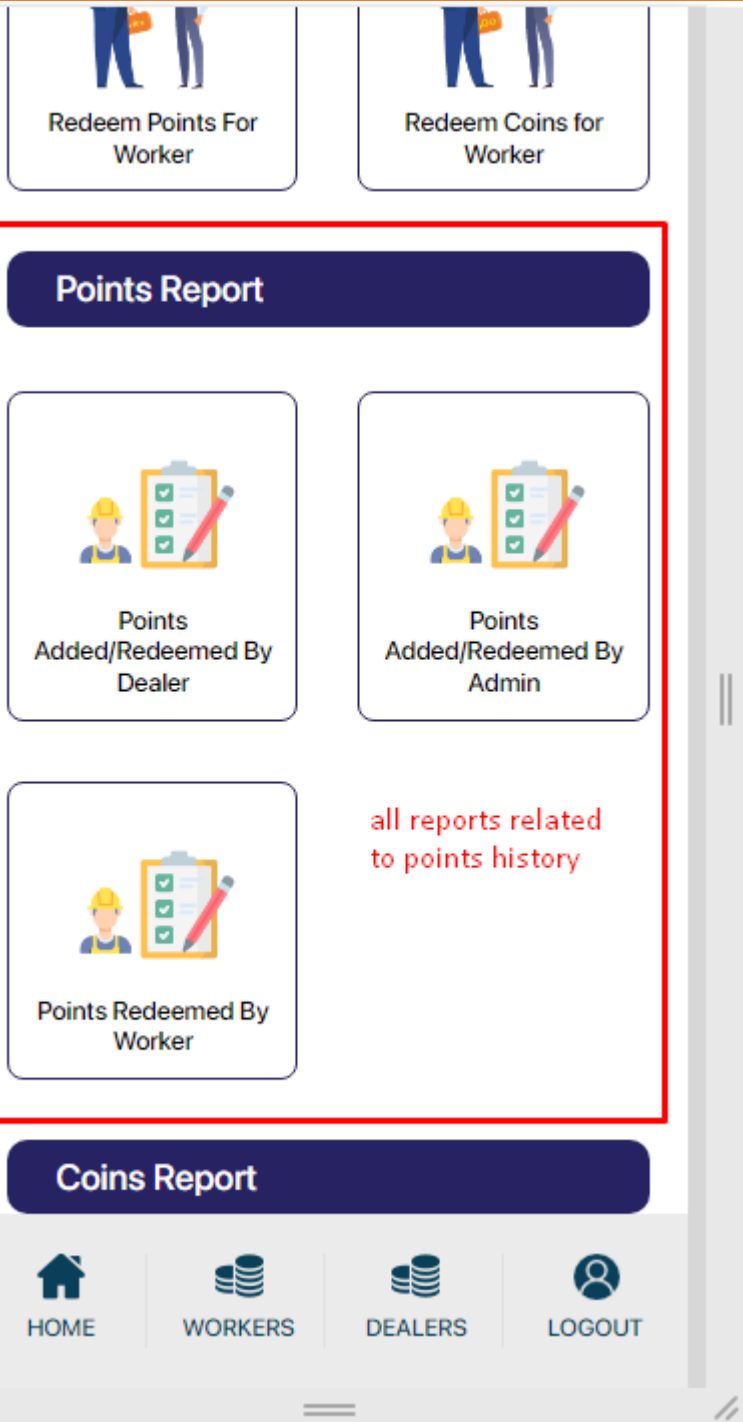 Redeem Points For
Worker
Redeem Coins for
Worker
Points Report
Points
Added/Redeemed By
Dealer
Points
Added/Redeemed By
Admin
all reports related
to points history
Points Redeemed By
Worker
Coins Report
HOME
WORKERS
DEALERS
LOGOUT